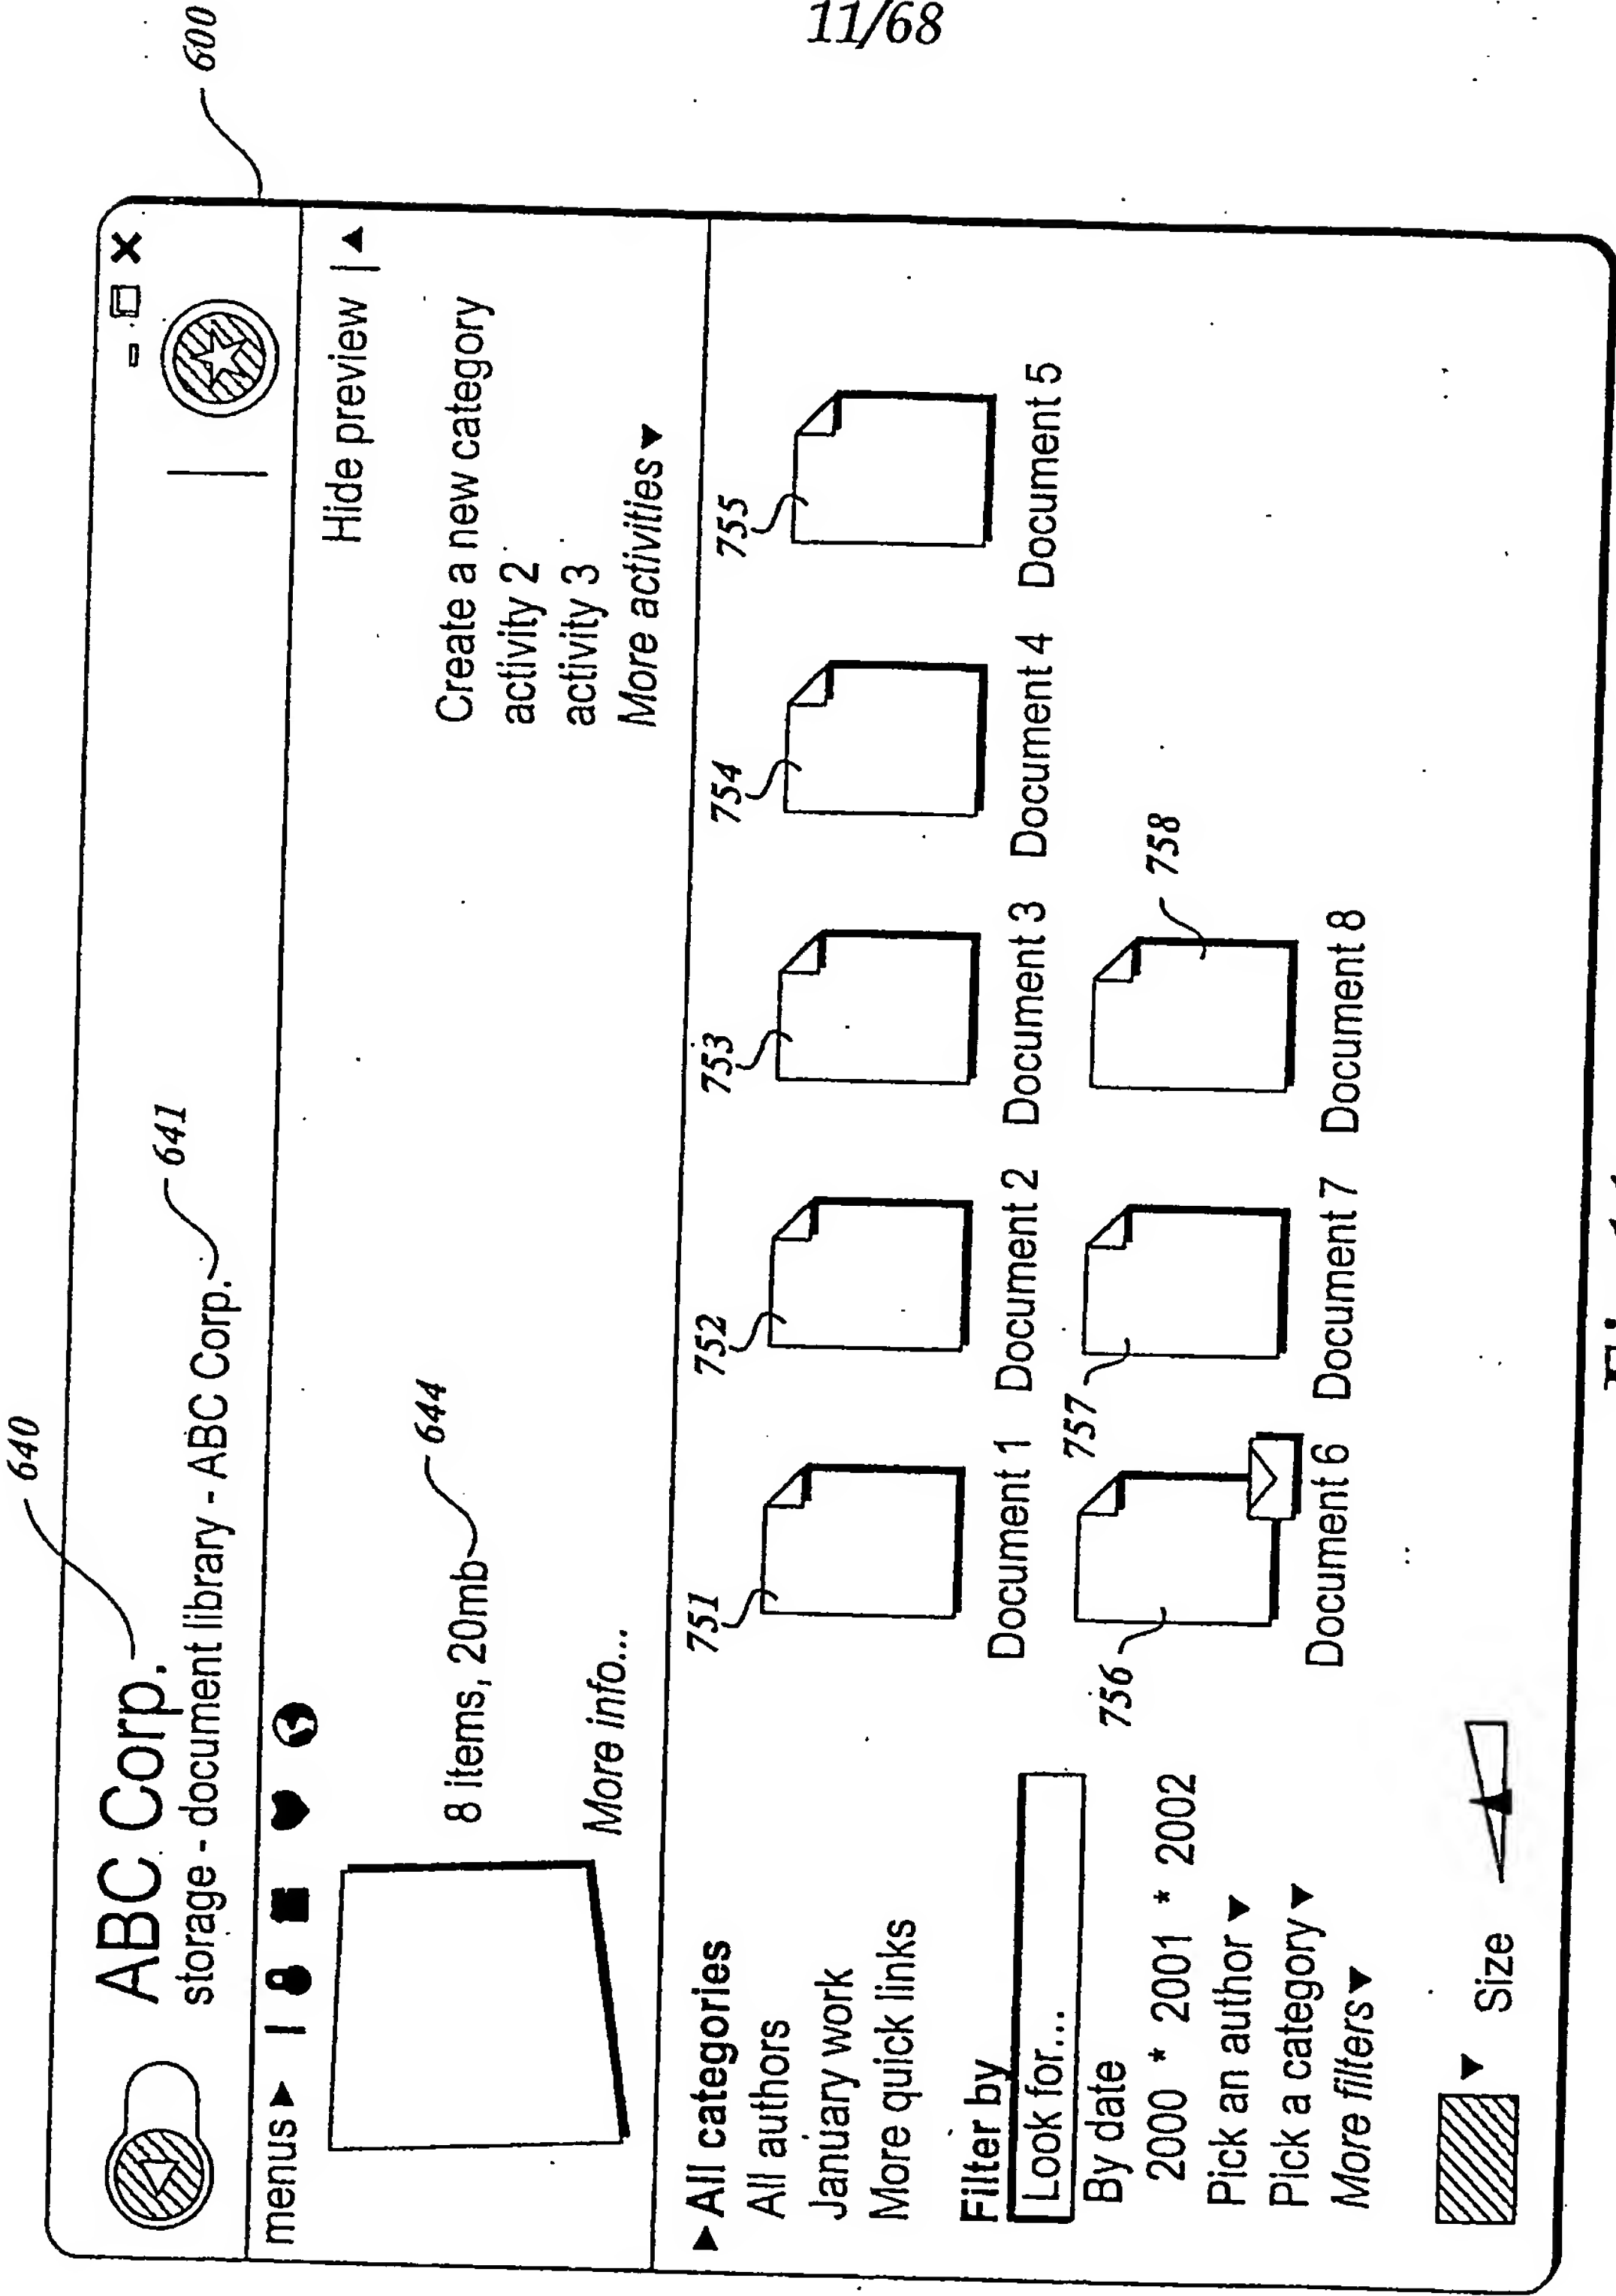 11/68
600
640
ABC Corp.
storage - document library - ABC Corp.
641
menus
Hide preview
8 items, 20mb
644
More info...
Create a new category
activity 2
activity 3
More activities
All categories
All authors
January work
More quick links
Filter by
Look for...
By date
2000 * 2001 * 2002
Pick an author
Pick a category
More filters
Size
751 752 753 754 755
Document 1 Document 2 Document 3 Document 4 Document 5
756 757 758
Document 6 Document 7 Document 8